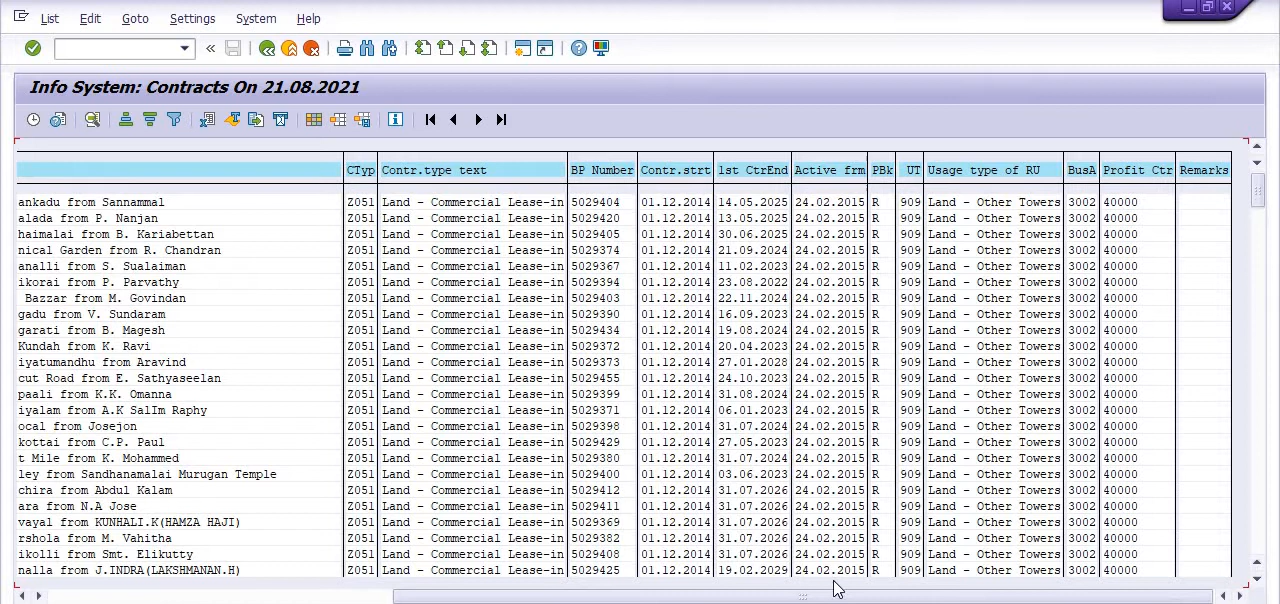 List Edit Goto Settings System Help
Info System: Contracts On 21.08.2021
CTyp Contr.type text BP Number Contr.strt 1st CtrEnd Active frm PBk UT Usage type of RU BusA Profit Ctr Remarks
ankadu from Sannammal Z051 Land - Commercial Lease-in 5029404 01.12.2014 14.05.2025 24.02.2015 R 909 Land - Other Towers 3002 40000
alada from P. Nanjan Z051 Land - Commercial Lease-in 5029420 01.12.2014 13.05.2025 24.02.2015 R 909 Land - Other Towers 3002 40000
haimalai from B. Kariabettan Z051 Land - Commercial Lease-in 5029405 01.12.2014 30.06.2025 24.02.2015 R 909 Land - Other Towers 3002 40000
nical Garden from R. Chandran Z051 Land - Commercial Lease-in 5029374 01.12.2014 21.09.2024 24.02.2015 R 909 Land - Other Towers 3002 40000
analli from S. Sualaiman Z051 Land - Commercial Lease-in 5029367 01.12.2014 11.02.2023 24.02.2015 R 909 Land - Other Towers 3002 40000
ikorai from P. Parvathy Z051 Land - Commercial Lease-in 5029394 01.12.2014 23.08.2022 24.02.2015 R 909 Land - Other Towers 3002 40000
Bazzar from M. Govindan Z051 Land - Commercial Lease-in 5029403 01.12.2014 22.11.2024 24.02.2015 R 909 Land - Other Towers 3002 40000
gadu from V. Sundaram Z051 Land - Commercial Lease-in 5029390 01.12.2014 16.09.2023 24.02.2015 R 909 Land - Other Towers 3002 40000
garati from B. Magesh Z051 Land - Commercial Lease-in 5029434 01.12.2014 19.08.2024 24.02.2015 R 909 Land - Other Towers 3002 40000
Kundah from K. Ravi Z051 Land - Commercial Lease-in 5029372 01.12.2014 20.04.2023 24.02.2015 R 909 Land - Other Towers 3002 40000
iyatumandhu from Aravind Z051 Land - Commercial Lease-in 5029373 01.12.2014 27.01.2028 24.02.2015 R 909 Land - Other Towers 3002 40000
cut Road from E. Sathyaseelan Z051 Land - Commercial Lease-in 5029455 01.12.2014 24.10.2023 24.02.2015 R 909 Land - Other Towers 3002 40000
paali from K.K. Omanna Z051 Land - Commercial Lease-in 5029399 01.12.2014 31.08.2024 24.02.2015 R 909 Land - Other Towers 3002 40000
iyalam from A.K SalIm Raphy Z051 Land - Commercial Lease-in 5029371 01.12.2014 06.01.2023 24.02.2015 R 909 Land - Other Towers 3002 40000
ocal from Josejon Z051 Land - Commercial Lease-in 5029398 01.12.2014 31.07.2024 24.02.2015 R 909 Land - Other Towers 3002 40000
kottai from C.P. Paul Z051 Land - Commercial Lease-in 5029429 01.12.2014 27.05.2023 24.02.2015 R 909 Land - Other Towers 3002 40000
t Mile from K. Mohammed Z051 Land - Commercial Lease-in 5029380 01.12.2014 31.07.2024 24.02.2015 R 909 Land - Other Towers 3002 40000
ley from Sandhanamalai Murugan Temple Z051 Land - Commercial Lease-in 5029400 01.12.2014 03.06.2023 24.02.2015 R 909 Land - Other Towers 3002 40000
chira from Abdul Kalam Z051 Land - Commercial Lease-in 5029412 01.12.2014 31.07.2026 24.02.2015 R 909 Land - Other Towers 3002 40000
ara from N.A Jose Z051 Land - Commercial Lease-in 5029411 01.12.2014 31.07.2026 24.02.2015 R 909 Land - Other Towers 3002 40000
vayal from KUNHALI.K(HAMZA HAJI) Z051 Land - Commercial Lease-in 5029369 01.12.2014 31.07.2026 24.02.2015 R 909 Land - Other Towers 3002 40000
rshola from M. Vahitha Z051 Land - Commercial Lease-in 5029382 01.12.2014 31.07.2026 24.02.2015 R 909 Land - Other Towers 3002 40000
ikolli from Smt. Elikutty Z051 Land - Commercial Lease-in 5029408 01.12.2014 31.07.2026 24.02.2015 R 909 Land - Other Towers 3002 40000
nalla from J.INDRA(LAKSHMANAN.H) Z051 Land - Commercial Lease-in 5029425 01.12.2014 19.02.2029 24.02.2015 R 909 Land - Other Towers 3002 40000